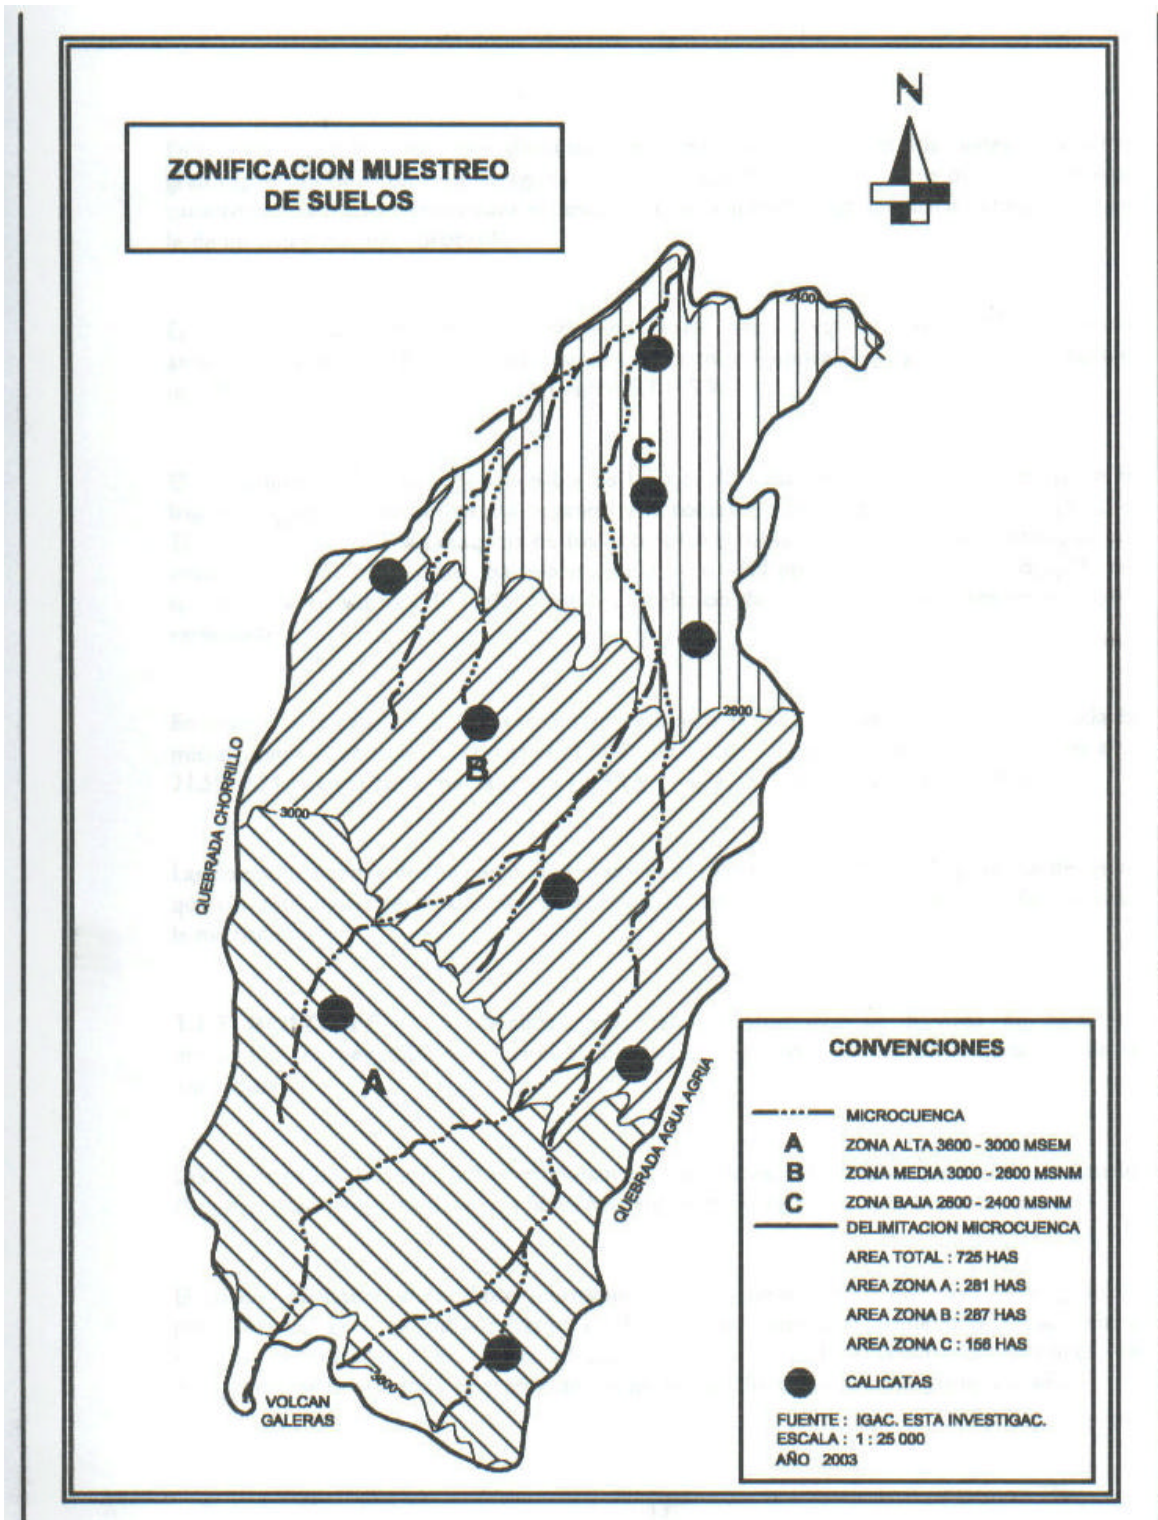 N
ZONIFICACION MUESTREO
DE SUELOS
2400
C
2600
B
QUEBRADA CHORRILLO
3000
A
QUEBRADA AGUA AGRIA
3600
VOLCAN
GALERAS
CONVENCIONES
MICROCUENCA
A ZONA ALTA 3600 - 3000 MSEM
B ZONA MEDIA 3000 - 2600 MSNM
C ZONA BAJA 2600 - 2400 MSNM
DELIMITACION MICROCUENCA
AREA TOTAL : 725 HAS
AREA ZONA A : 281 HAS
AREA ZONA B : 287 HAS
AREA ZONA C : 156 HAS
CALICATAS
FUENTE : IGAC. ESTA INVESTIGAC.
ESCALA : 1 : 25 000
AÑO 2003